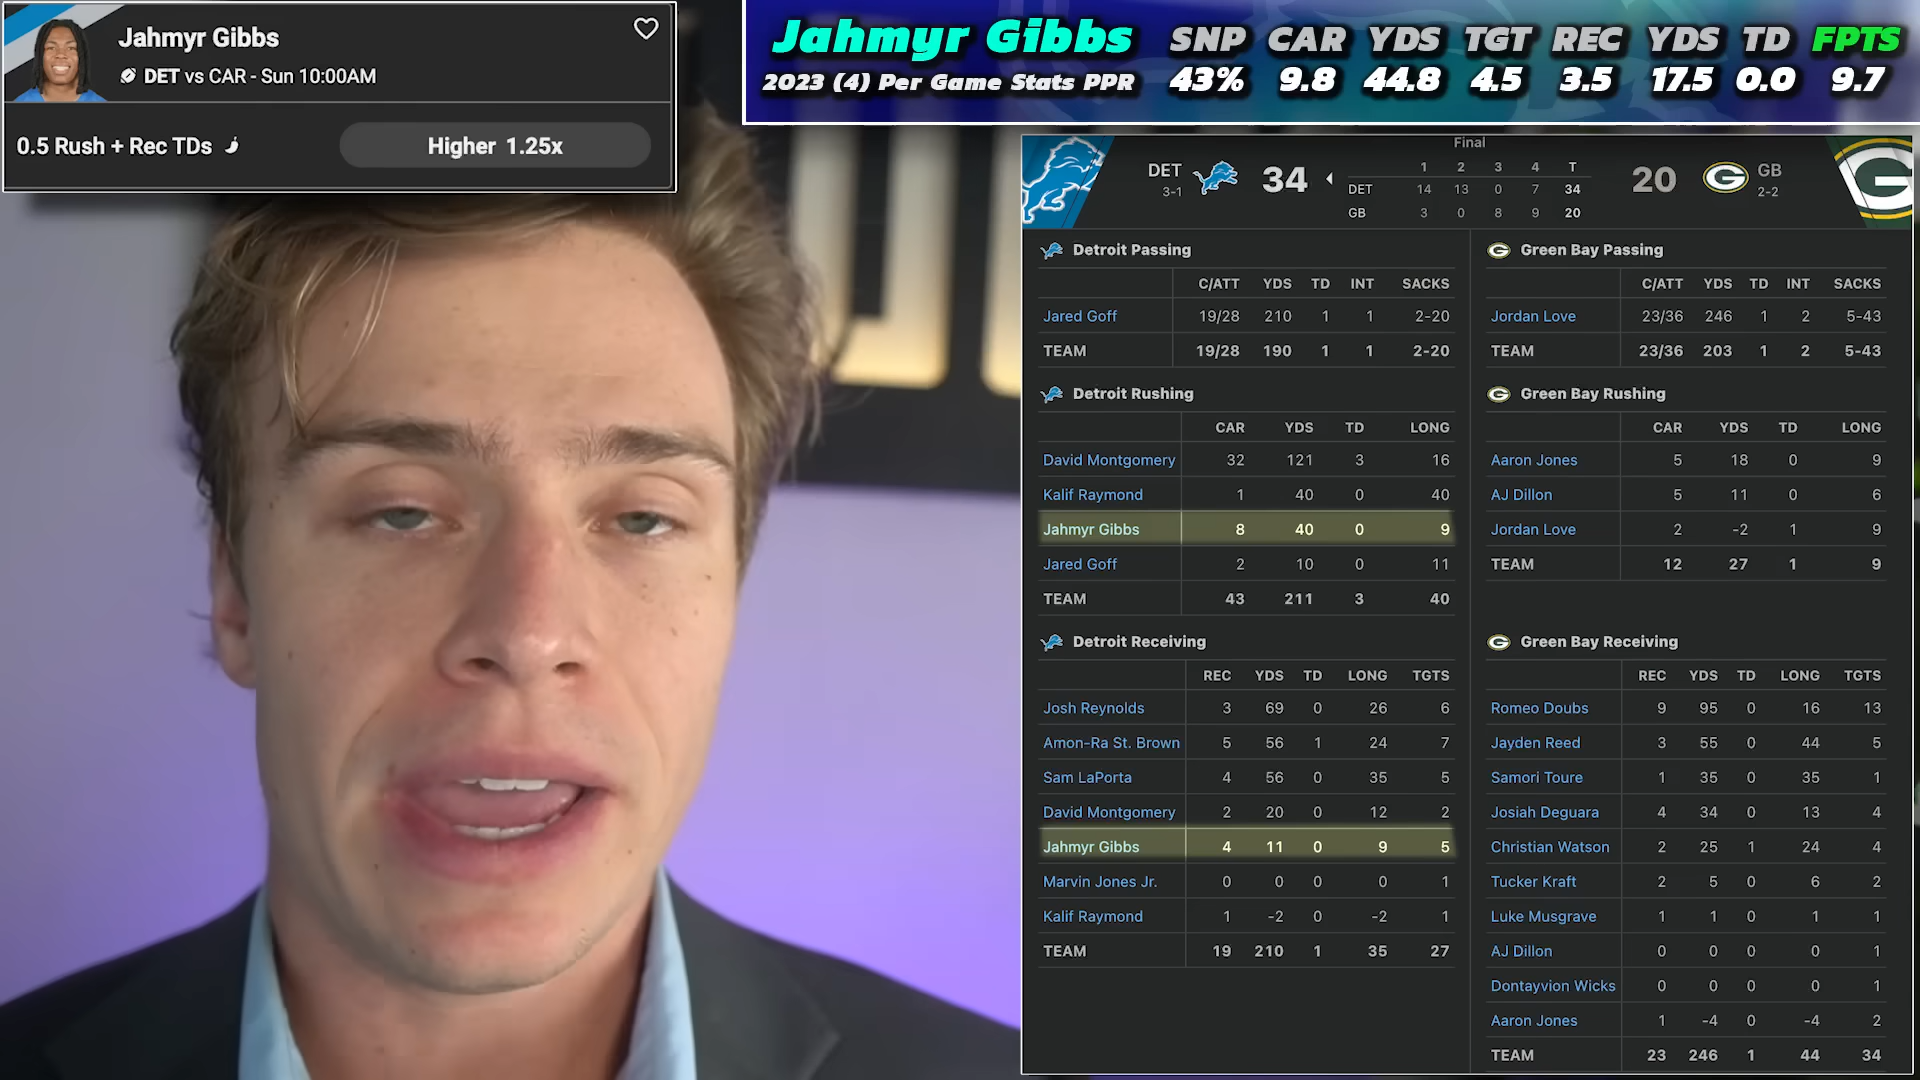 Jahmyr Gibbs
DET vs CAR - Sun 10:00AM
0.5 Rush + Rec TDs
Higher 1.25x
Jahmyr Gibbs SNP CAR YDS TGT REC YDS TD FPTS
2023 (4) Per Game Stats PPR 43% 9.8 44.8 4.5 3.5 17.5 0.0 9.7
Final
DET 3-1 34
1 2 3 4 T
DET 14 13 0 7 34
GB 3 0 8 9 20
20 GB 2-2
Detroit Passing
C/ATT YDS TD INT SACKS
Jared Goff 19/28 210 1 1 2-20
TEAM 19/28 190 1 1 2-20
Detroit Rushing
CAR YDS TD LONG
David Montgomery 32 121 3 16
Kalif Raymond 1 40 0 40
Jahmyr Gibbs 8 40 0 9
Jared Goff 2 10 0 11
TEAM 43 211 3 40
Detroit Receiving
REC YDS TD LONG TGTS
Josh Reynolds 3 69 0 26 6
Amon-Ra St. Brown 5 56 1 24 7
Sam LaPorta 4 56 0 35 5
David Montgomery 2 20 0 12 2
Jahmyr Gibbs 4 11 0 9 5
Marvin Jones Jr. 0 0 0 0 1
Kalif Raymond 1 -2 0 -2 1
TEAM 19 210 1 35 27
Green Bay Passing
C/ATT YDS TD INT SACKS
Jordan Love 23/36 246 1 2 5-43
TEAM 23/36 203 1 2 5-43
Green Bay Rushing
CAR YDS TD LONG
Aaron Jones 5 18 0 9
AJ Dillon 5 11 0 6
Jordan Love 2 -2 1 9
TEAM 12 27 1 9
Green Bay Receiving
REC YDS TD LONG TGTS
Romeo Doubs 9 95 0 16 13
Jayden Reed 3 55 0 44 5
Samori Toure 1 35 0 35 1
Josiah Deguara 4 34 0 13 4
Christian Watson 2 25 1 24 4
Tucker Kraft 2 5 0 6 2
Luke Musgrave 1 1 0 1 1
AJ Dillon 0 0 0 0 1
Dontayvion Wicks 0 0 0 0 1
Aaron Jones 1 -4 0 -4 2
TEAM 23 246 1 44 34